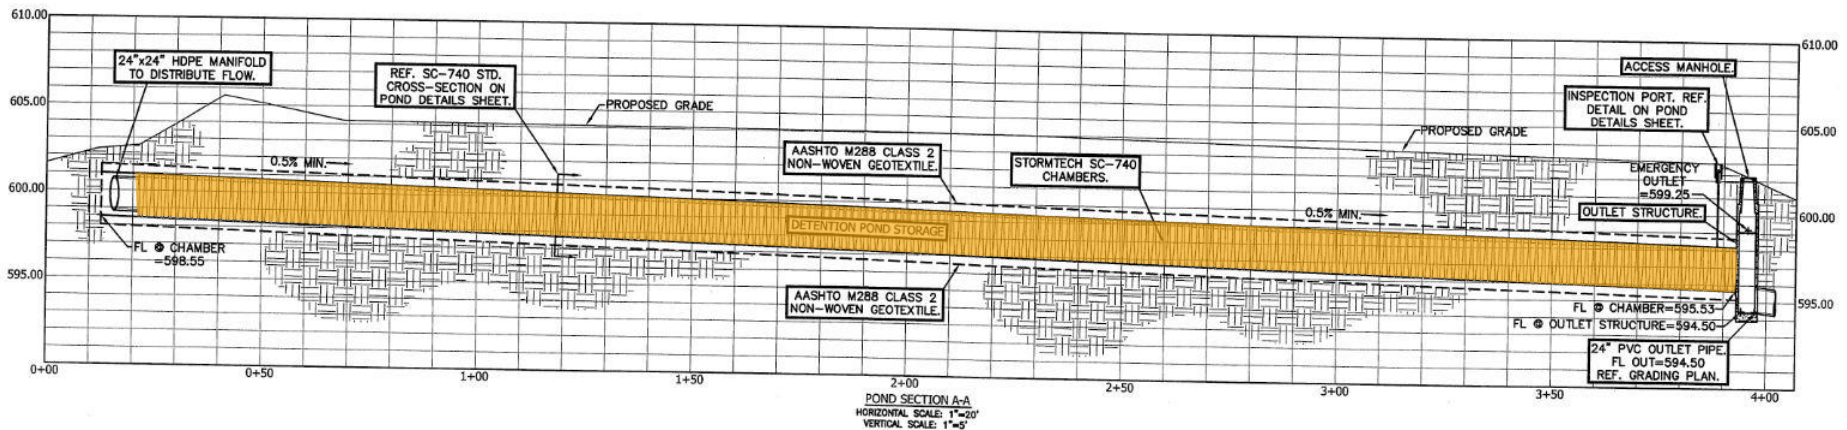 610.00
605.00
600.00
595.00
24"x24" HDPE MANIFOLD
TO DISTRIBUTE FLOW.
REF. SC-740 STD.
CROSS-SECTION ON
POND DETAILS SHEET.
PROPOSED GRADE
0.5% MIN.
AASHTO M288 CLASS 2
NON-WOVEN GEOTEXTILE.
STORMTECH SC-740
CHAMBERS.
PROPOSED GRADE
0.5% MIN.
ACCESS MANHOLE.
INSPECTION PORT. REF.
DETAIL ON POND
DETAILS SHEET.
EMERGENCY
OUTLET
=599.25
OUTLET STRUCTURE.
610.00
605.00
600.00
595.00
DETENTION POND STORAGE
FL @ CHAMBER
=598.55
AASHTO M288 CLASS 2
NON-WOVEN GEOTEXTILE.
FL @ CHAMBER=595.53
FL @ OUTLET STRUCTURE=594.50
24" PVC OUTLET PIPE.
FL OUT=594.50
REF. GRADING PLAN.
0+00
0+50
1+00
1+50
2+00
2+50
3+00
3+50
4+00
POND SECTION A-A
HORIZONTAL SCALE: 1"=20'
VERTICAL SCALE: 1"=5'